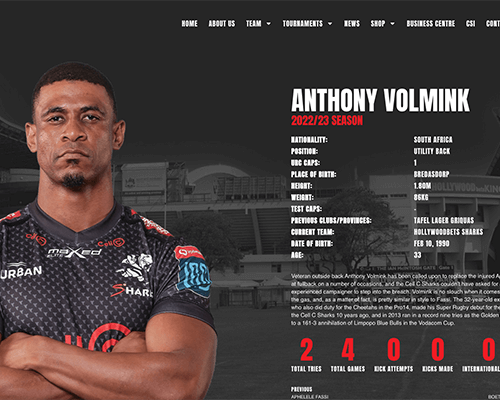 HOME ABOUT US TEAM TOURNAMENTS NEWS SHOP BUSINESS CENTRE CSI CONT
ANTHONY VOLMINK
2022/23 SEASON
NATIONALITY: SOUTH AFRICA
POSITION: UTILITY BACK
URC CAPS: 1
PLACE OF BIRTH: BREDASDORP
HEIGHT: 1.80M
WEIGHT: 86KG
TEST CAPS:
PREVIOUS CLUBS/PROVINCES: TAFEL LAGER GRIQUAS
CURRENT TEAM: HOLLYWOODBETS SHARKS
DATE OF BIRTH: FEB 10, 1990
AGE: 33
Veteran outside back Anthony Volmink has been called upon to replace the injured A
at fullback on a number of occasions, and the Cell C Sharks couldn't have asked for
experienced campaigner to step into the breach. Volmink is no slouch when it comes
the gas, and, as a matter of fact, is pretty similar in style to Fassi. The 32-year-old
who also did duty for the Cheetahs in the Pro14, made his Super Rugby debut for the
the Cell C Sharks 10 years ago, and in 2013 ran in a record nine tries as the Golden
to a 161-3 annihilation of Limpopo Blue Bulls in the Vodacom Cup.
2 4 0 0 0
TOTAL TRIES TOTAL GAMES KICK ATTEMPTS KICKS MADE INTERNATIONAL
PREVIOUS
APHELELE FASSI
maxed
URBAN
SHARKS
CellC
HOLLYWOOD